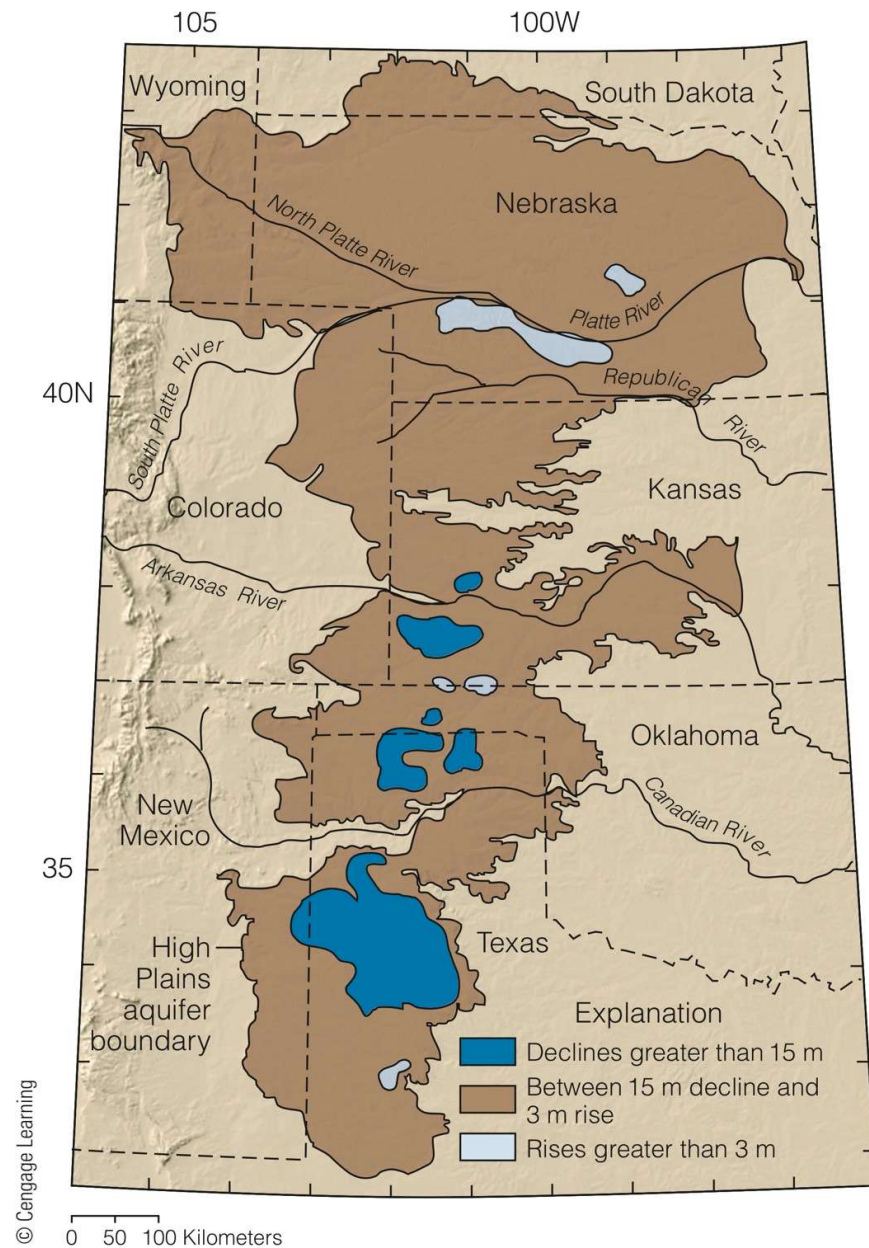 105
100W
Wyoming
South Dakota
Nebraska
North Platte River
Platte River
South Platte River
Republican
River
40N
Colorado
Kansas
Arkansas River
Oklahoma
New
Mexico
Canadian River
35
High
Plains
aquifer
boundary
Texas
Explanation
Declines greater than 15 m
Between 15 m decline and
3 m rise
Rises greater than 3 m
© Cengage Learning
0 50 100 Kilometers